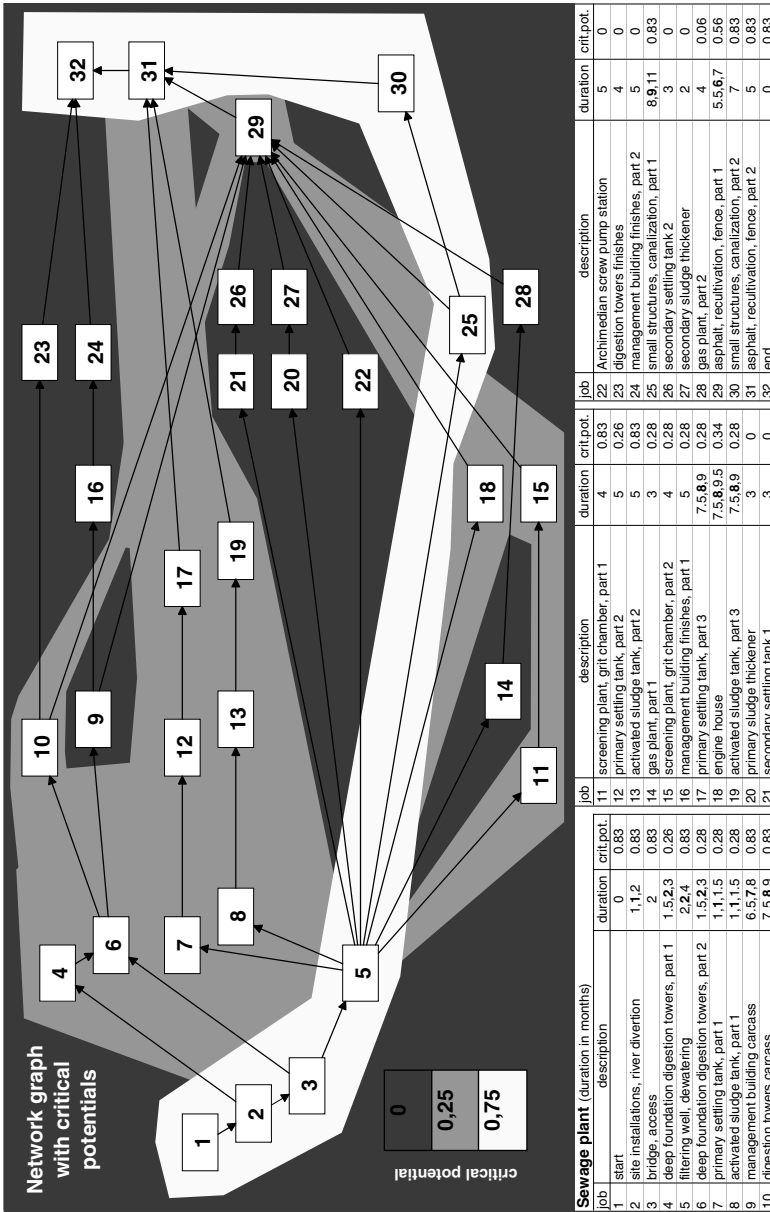 Network graph
with critical
potentials
1
2
3
4
5
6
7
8
9
10
11
12
13
14
15
16
17
18
19
20
21
22
23
24
25
26
27
28
29
30
31
32
critical potential
0
0,25
0,75
Sewage plant (duration in months)
job description duration crit.pot.
1 start 0 0.83
2 site installations, river divertion 1,1,2 0.83
3 bridge, access 2 0.83
4 deep foundation digestion towers, part 1 1.5,2,3 0.26
5 filtering well, dewatering 2,2,4 0.83
6 deep foundation digestion towers, part 2 1.5,2,3 0.28
7 primary settling tank, part 1 1,1,1.5 0.28
8 activated sludge tank, part 1 1,1,1.5 0.28
9 management building carcass 6.5,7,8 0.83
10 digestion towers carcass 7.5,8,9 0.83
job description duration crit.pot.
11 screening plant, grit chamber, part 1 4 0.83
12 primary settling tank, part 2 5 0.26
13 activated sludge tank, part 2 5 0.83
14 gas plant, part 1 3 0.28
15 screening plant, grit chamber, part 2 4 0.28
16 management building finishes, part 1 5 0.28
17 primary settling tank, part 3 7.5,8,9 0.28
18 engine house 7.5,8,9.5 0.34
19 activated sludge tank, part 3 7.5,8,9 0.28
20 primary sludge thickener 3 0
21 secondary settling tank 1 3 0
job description duration crit.pot.
22 Archimedian screw pump station 5 0
23 digestion towers finishes 4 0
24 management building finishes, part 2 5 0
25 small structures, canalization, part 1 8,9,11 0.83
26 secondary settling tank 2 3 0
27 secondary sludge thickener 2 0
28 gas plant, part 2 4 0.06
29 asphalt, recultivation, fence, part 1 5.5,6,7 0.56
30 small structures, canalization, part 2 7 0.83
31 asphalt, recultivation, fence, part 2 5 0.83
32 end 0 0.83